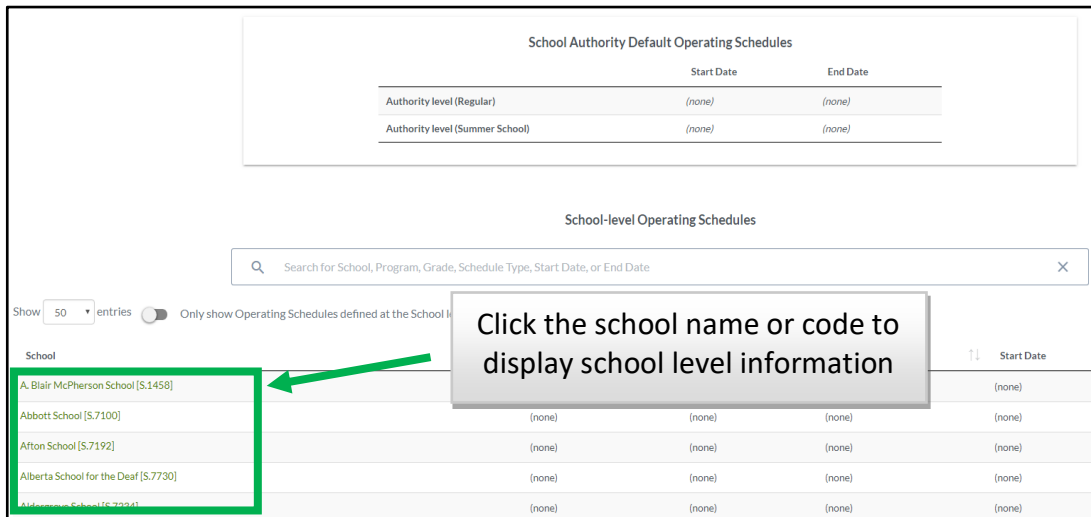 School Authority Default Operating Schedules
Start Date End Date
Authority level (Regular) (none) (none)
Authority level (Summer School) (none) (none)
School-level Operating Schedules
Search for School, Program, Grade, Schedule Type, Start Date, or End Date
Show 50 entries Only show Operating Schedules defined at the School
Click the school name or code to
display school level information
School Start Date
A. Blair McPherson School [S.1458] (none)
Abbott School [S.7100] (none) (none) (none) (none)
Afton School [S.7192] (none) (none) (none) (none)
Alberta School for the Deaf [S.7730] (none) (none) (none) (none)
Aldergrove School [S.7224] (none) (none) (none) (none)